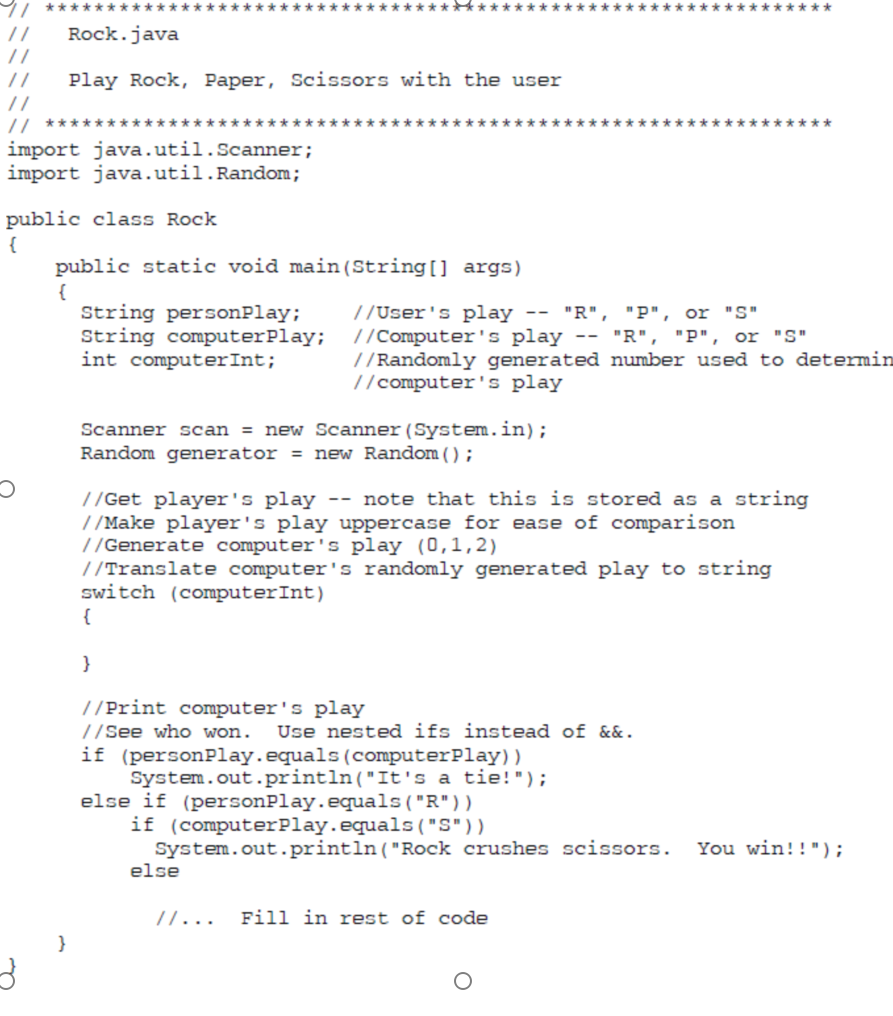 // ****************************************************************
//   Rock.java
//
//   Play Rock, Paper, Scissors with the user
//
// ****************************************************************
import java.util.Scanner;
import java.util.Random;

public class Rock
{
    public static void main(String[] args)
    {
      String personPlay;    //User's play -- "R", "P", or "S"
      String computerPlay;  //Computer's play -- "R", "P", or "S"
      int computerInt;      //Randomly generated number used to determin
                            //computer's play

      Scanner scan = new Scanner(System.in);
      Random generator = new Random();

      //Get player's play -- note that this is stored as a string
      //Make player's play uppercase for ease of comparison
      //Generate computer's play (0,1,2)
      //Translate computer's randomly generated play to string
      switch (computerInt)
      {

      }

      //Print computer's play
      //See who won.  Use nested ifs instead of &&.
      if (personPlay.equals(computerPlay))
          System.out.println("It's a tie!");
      else if (personPlay.equals("R"))
          if (computerPlay.equals("S"))
            System.out.println("Rock crushes scissors.  You win!!");
          else

            //...  Fill in rest of code
    }
}